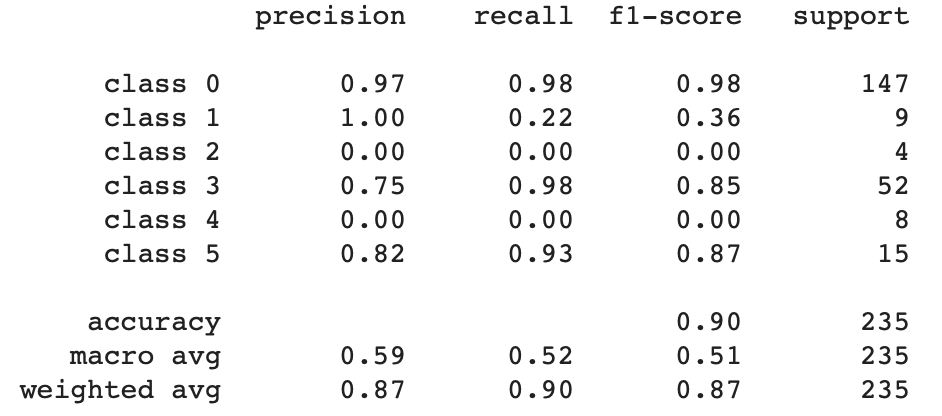 precision recall f1-score support
class 0 0.97 0.98 0.98 147
class 1 1.00 0.22 0.36 9
class 2 0.00 0.00 0.00 4
class 3 0.75 0.98 0.85 52
class 4 0.00 0.00 0.00 8
class 5 0.82 0.93 0.87 15
accuracy 0.90 235
macro avg 0.59 0.52 0.51 235
weighted avg 0.87 0.90 0.87 235